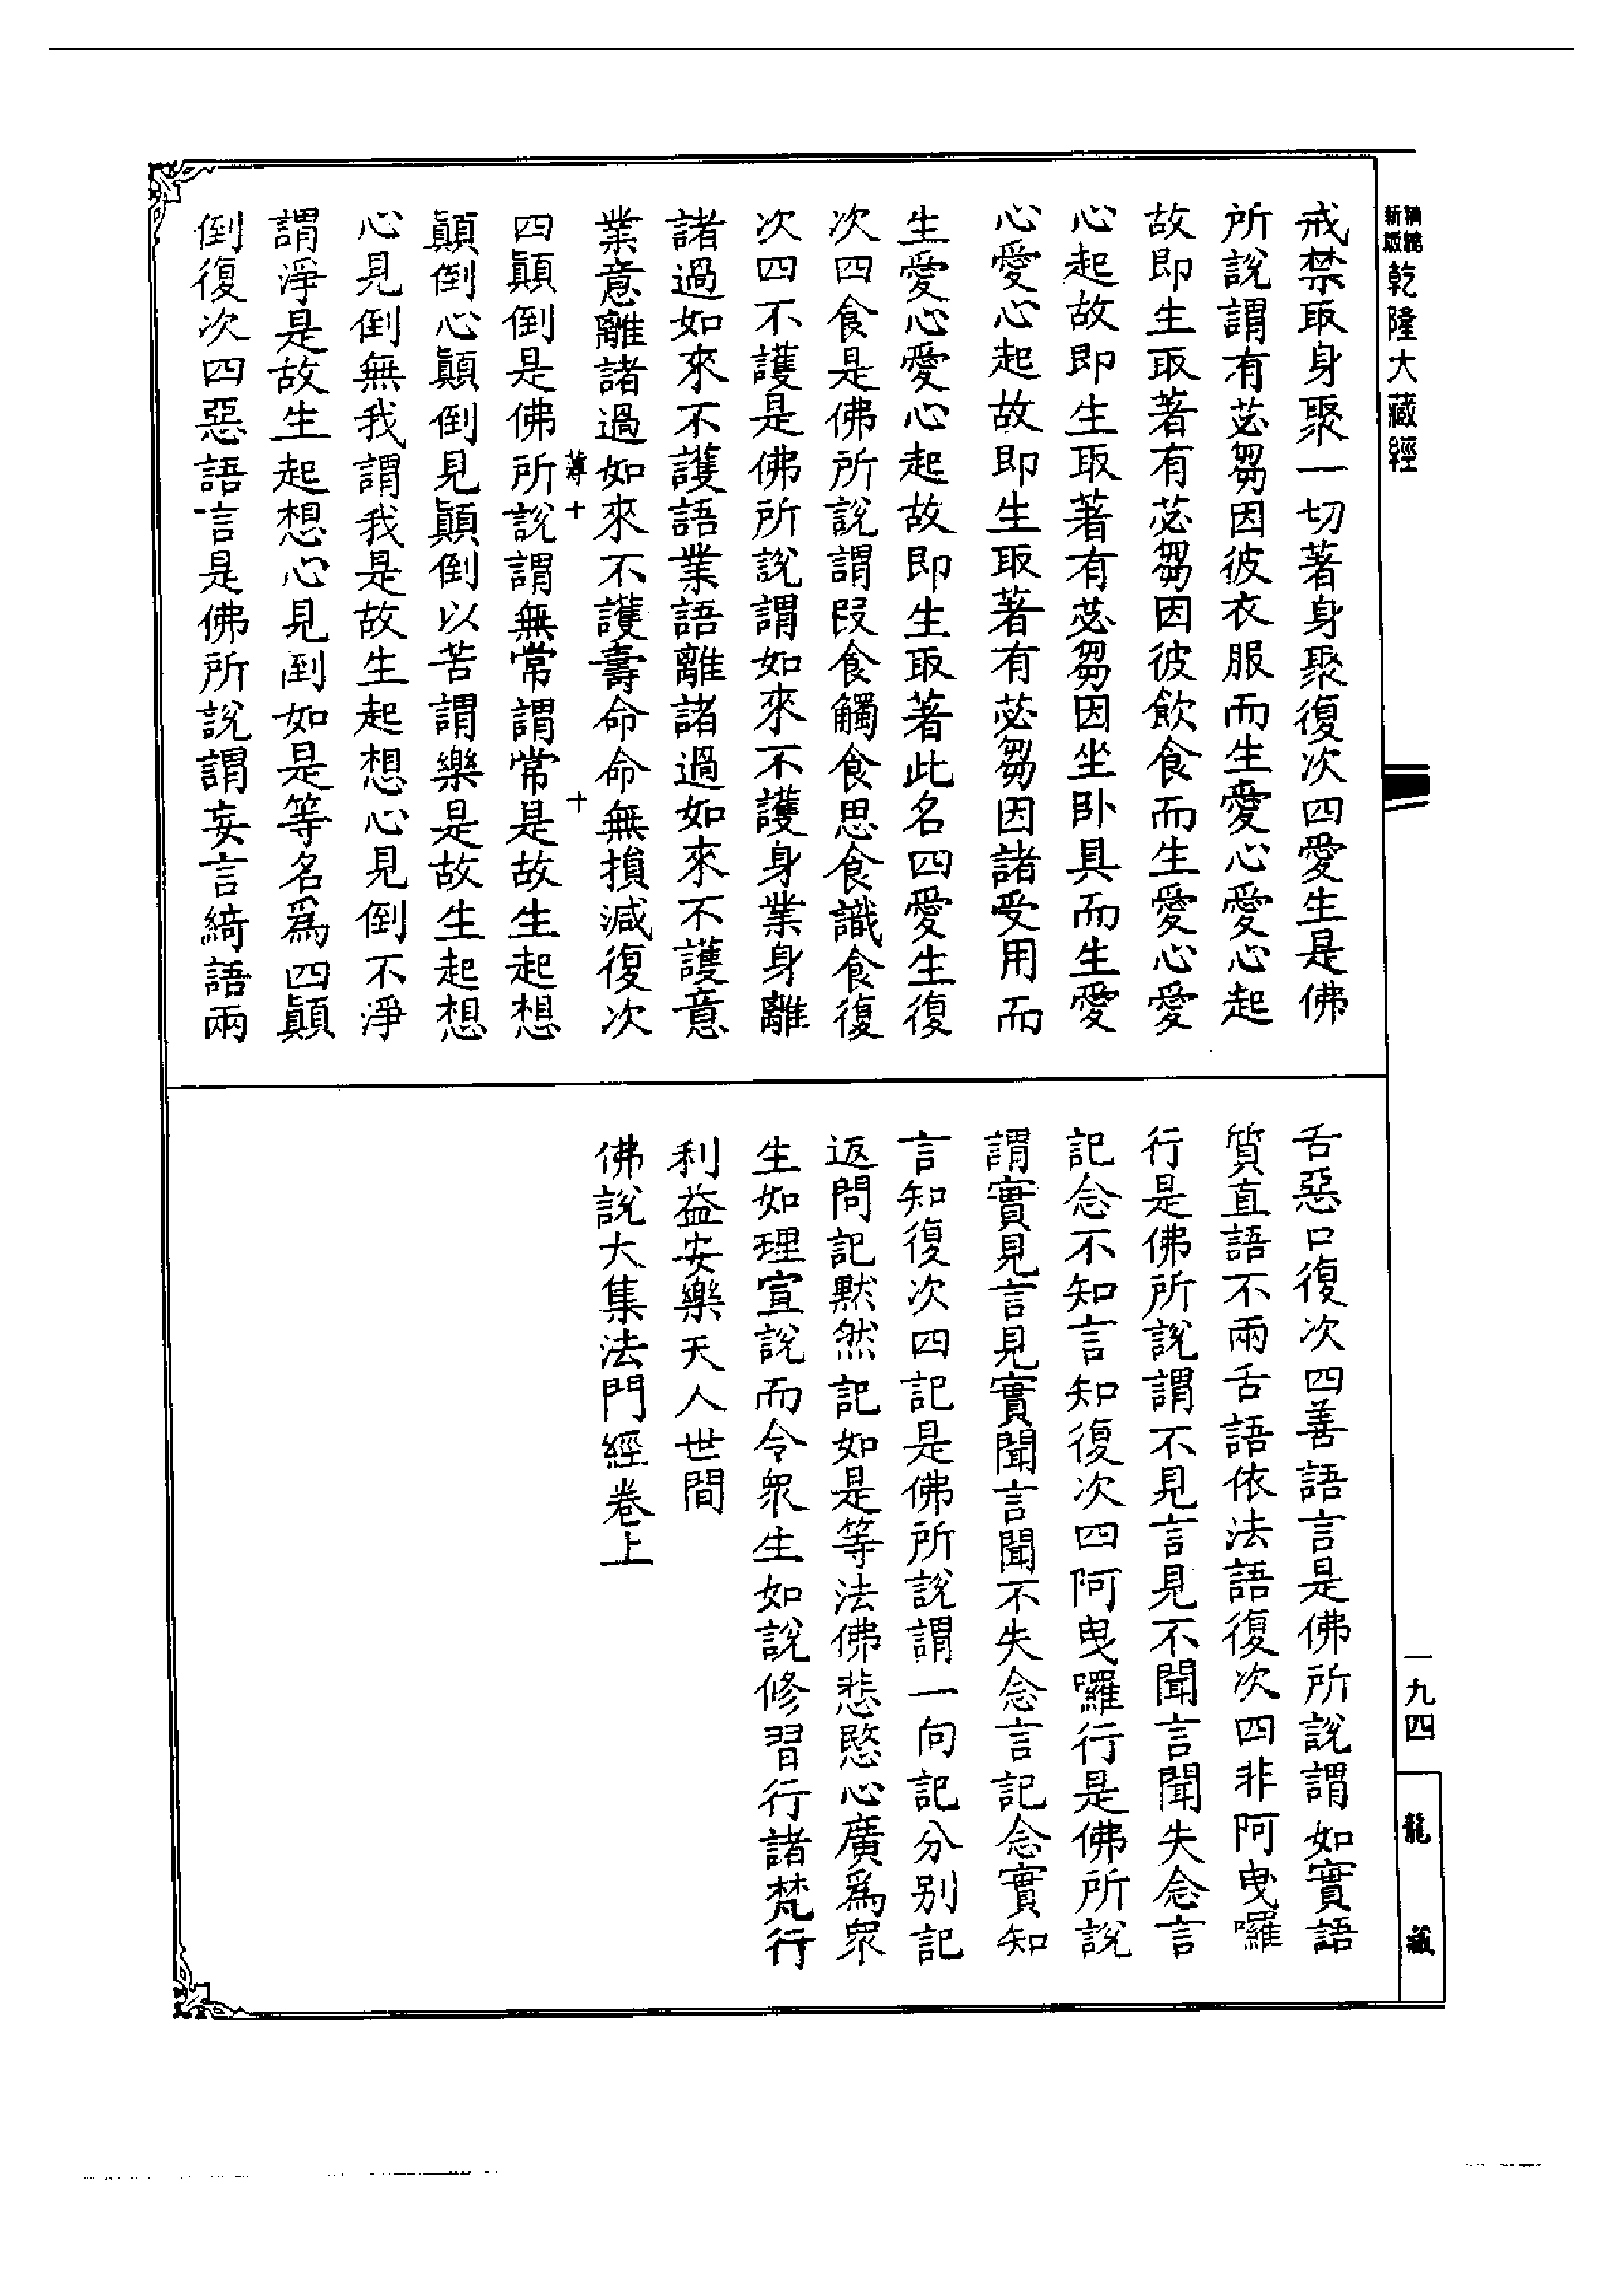 新版
精縮
乾隆大藏經
戒禁取身聚一切著身聚復次四愛生是佛
所說謂有苾芻因彼衣服而生愛心愛心起
故即生取著有苾芻因彼飲食而生愛心愛
心起故即生取著有苾芻因坐卧具而生愛
心愛心起故即生取著有苾芻因諸受用而
生愛心愛心起故即生取著此名四愛生復
次四食是佛所說謂段食觸食思食識食復
次四不護是佛所說謂如來不護身業身離
諸過如來不護語業語離諸過如來不護意
業意離諸過如來不護壽命命無損減復次
薄十
十
四顛倒是佛所說謂無常謂常是故生起想
顛倒心顛倒見顛倒以苦謂樂是故生起想
心見倒無我謂我是故生起想心見倒不淨
謂淨是故生起想心見倒如是等名爲四顛
倒復次四惡語言是佛所說謂妄言綺語兩
舌惡口復次四善語言是佛所說謂如實語
質直語不兩舌語依法語復次四非阿曳囉
行是佛所說謂不見言見不聞言聞失念言
記念不知言知復次四阿曳囉行是佛所說
謂實見言見實聞言聞不失念言記念實知
言知復次四記是佛所說謂一向記分別記
返問記默然記如是等法佛悲愍心廣爲眾
生如理宣說而令眾生如說修習行諸梵行
利益安樂天人世間
佛說大集法門經卷上
一九四
龍藏